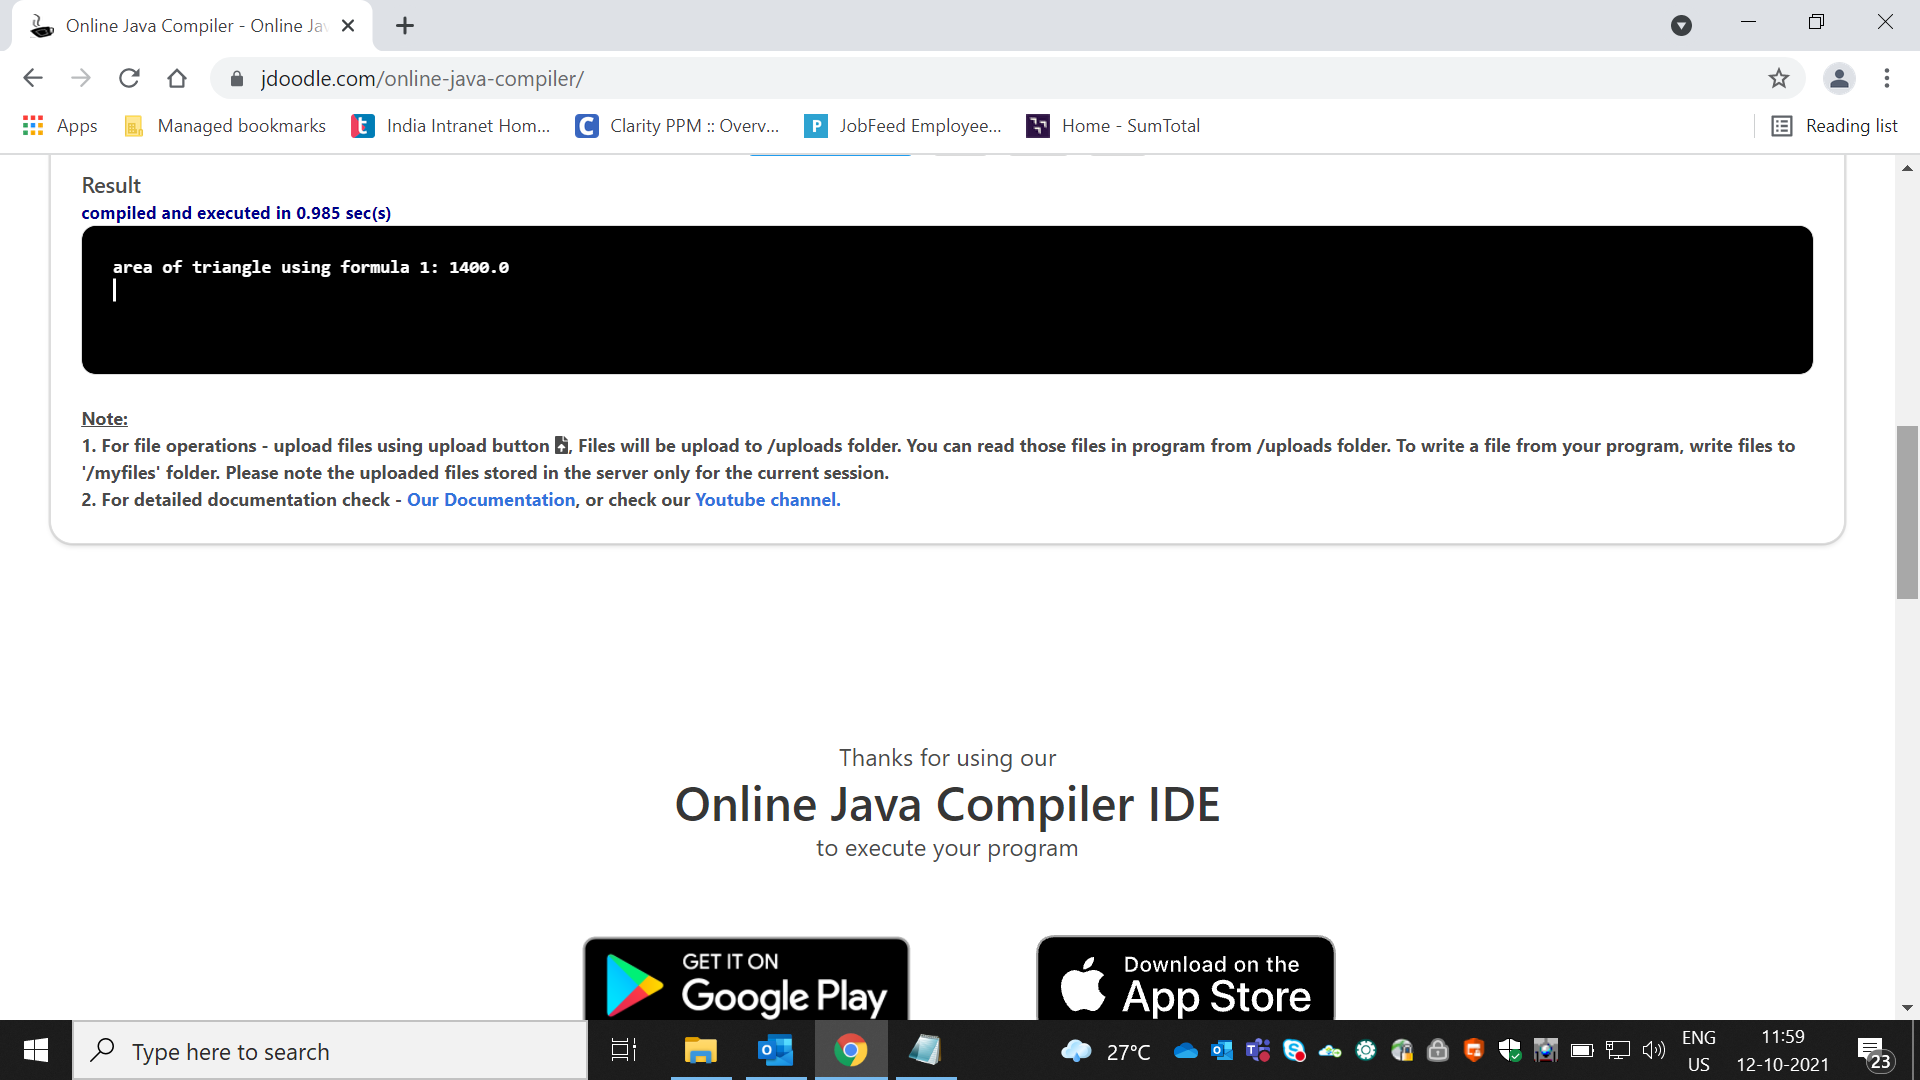 Online Java Compiler - Online Jav
jdoodle.com/online-java-compiler/
Apps Managed bookmarks India Intranet Hom... Clarity PPM :: Overv... JobFeed Employee... Home - SumTotal Reading list
Result
compiled and executed in 0.985 sec(s)
area of triangle using formula 1: 1400.0
Note:
1. For file operations - upload files using upload button , Files will be upload to /uploads folder. You can read those files in program from /uploads folder. To write a file from your program, write files to
'/myfiles' folder. Please note the uploaded files stored in the server only for the current session.
2. For detailed documentation check - Our Documentation, or check our Youtube channel.
Thanks for using our
Online Java Compiler IDE
to execute your program
GET IT ON
Google Play
Download on the
App Store
Type here to search
27°C
ENG
US
11:59
12-10-2021
23